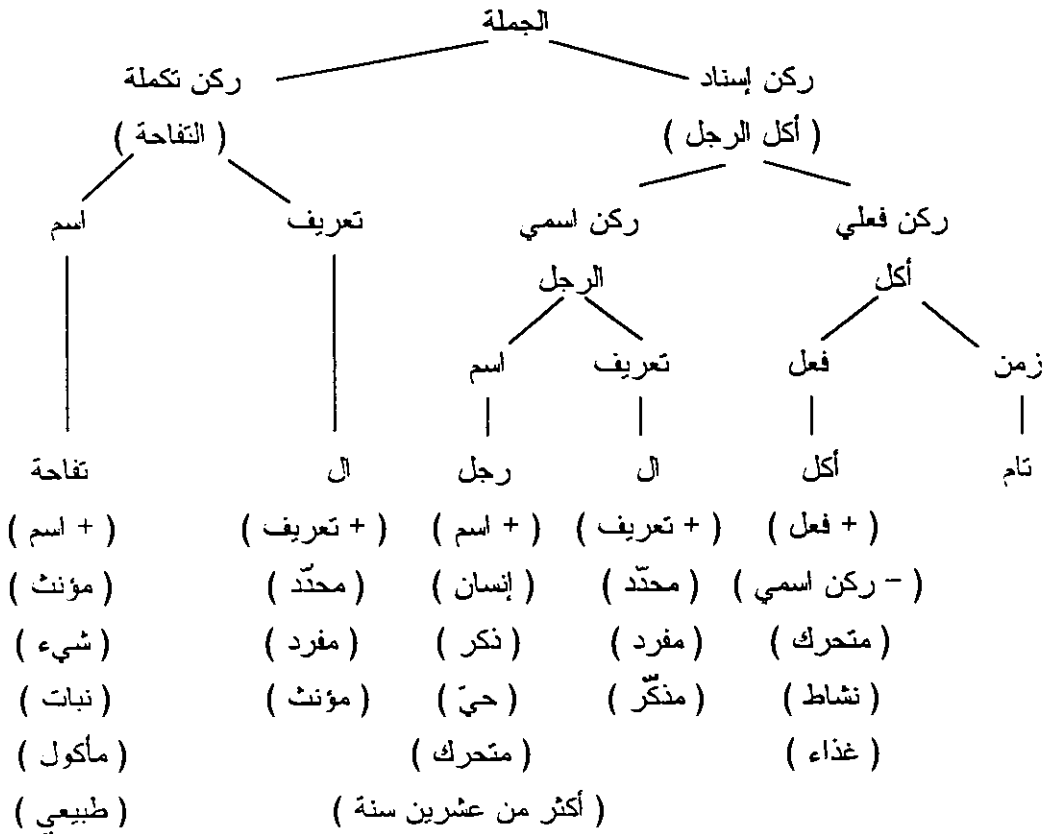 الجملة
ركن إسناد ركن تكملة
( أكل الرجل ) ( التفاحة )
ركن فعلي ركن اسمي تعريف اسم
أكل الرجل
زمن فعل تعريف اسم
تام أكل ال رجل ال تفاحة
( + فعل ) ( + تعريف ) ( + اسم ) ( + تعريف ) ( + اسم )
( – ركن اسمي ) ( محدّد ) ( إنسان ) ( محدّد ) ( مؤنث )
( متحرك ) ( مفرد ) ( ذكر ) ( مفرد ) ( شيء )
( نشاط ) ( مذكّر ) ( حيّ ) ( مؤنث ) ( نبات )
( غذاء ) ( متحرك ) ( مأكول )
( أكثر من عشرين سنة ) ( طبيعي )